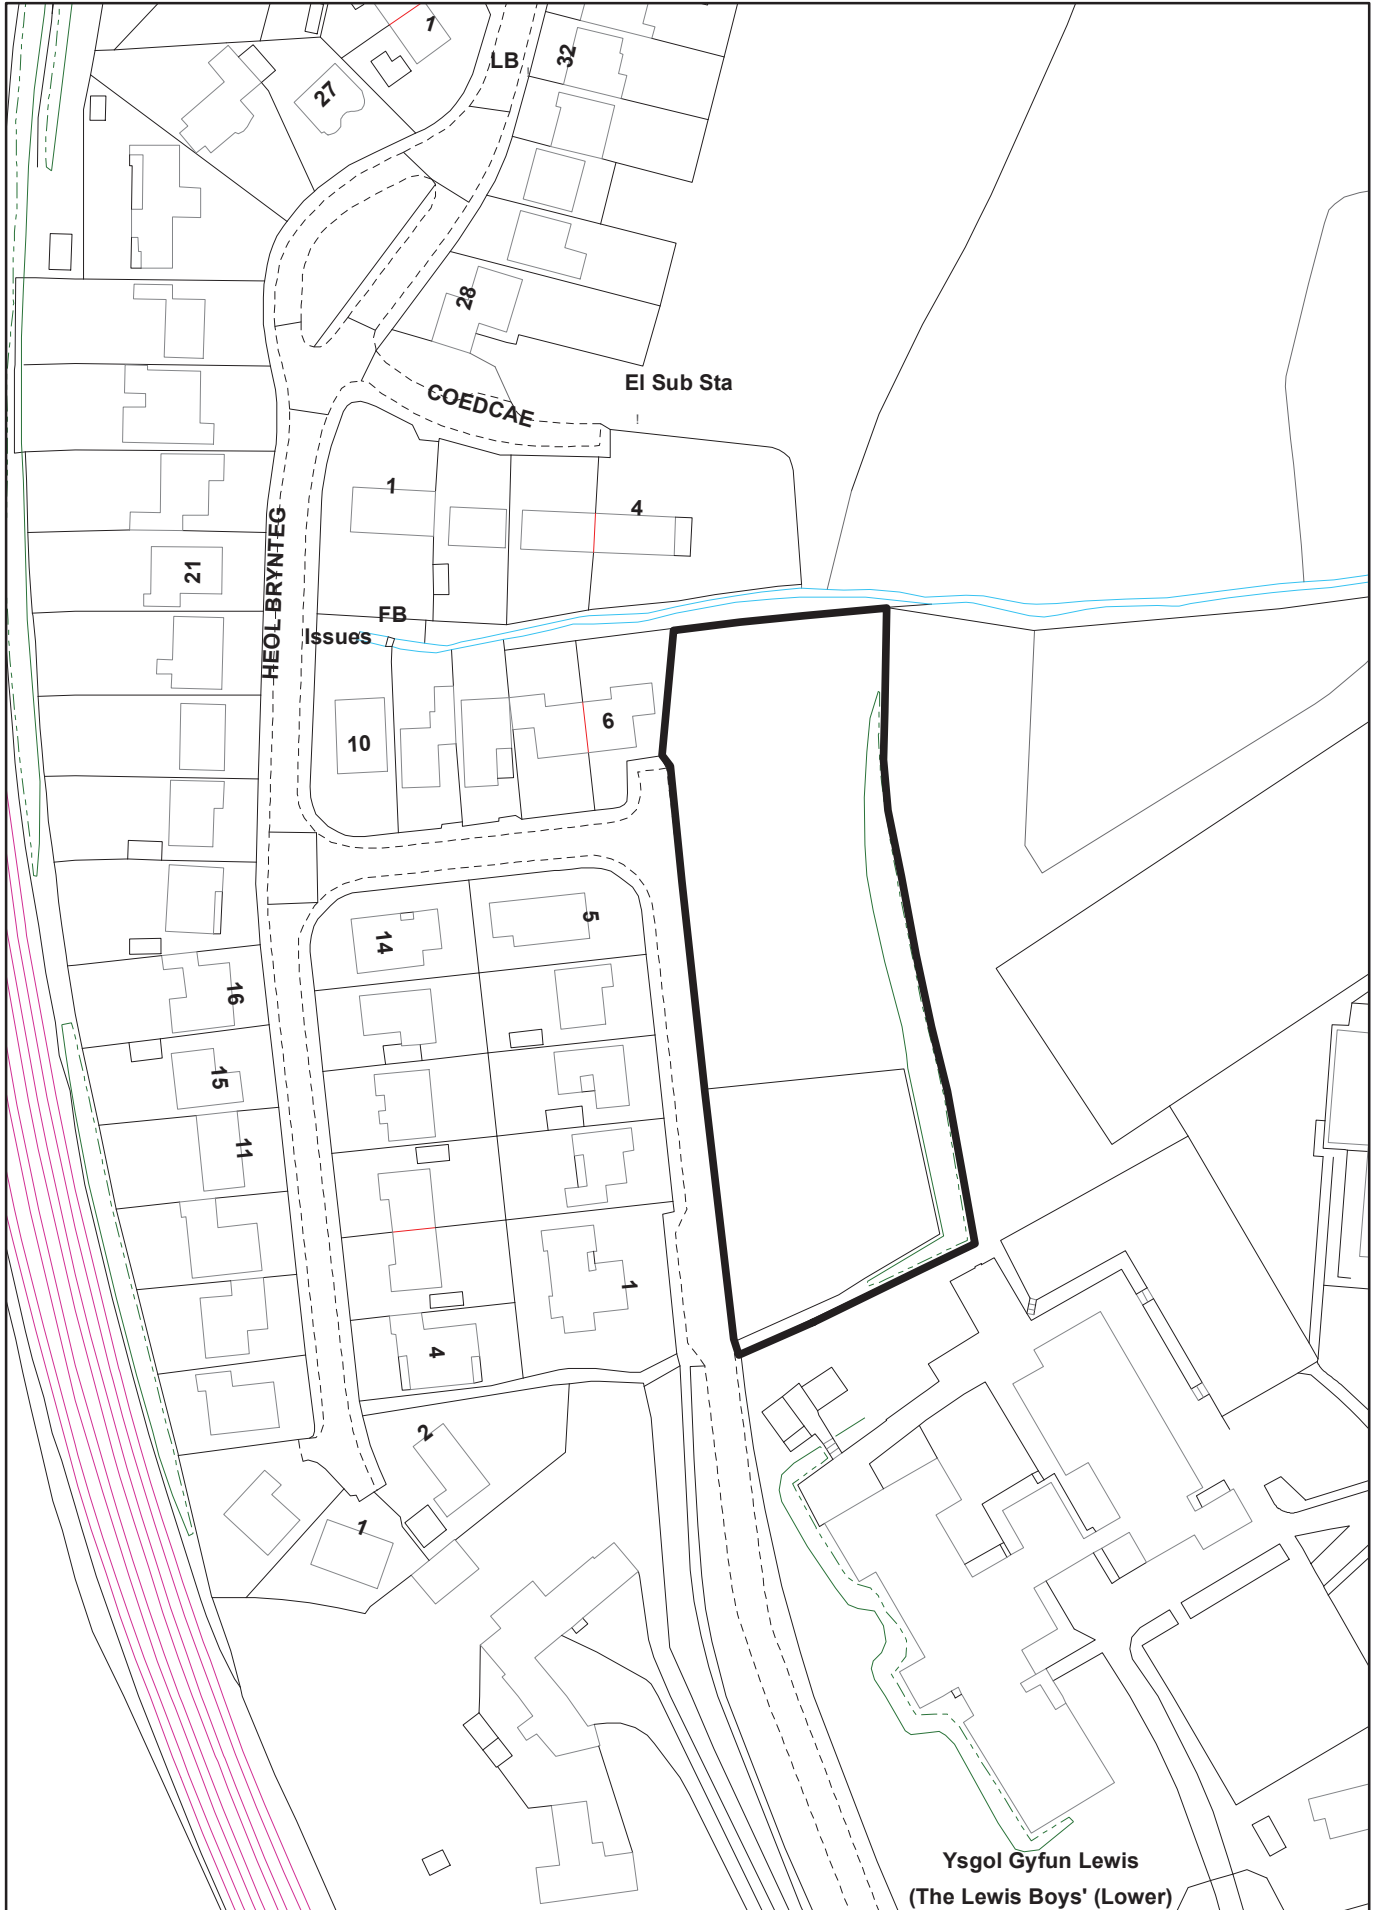 1
LB
32
27
28
El Sub Sta
COEDCAE
1
4
HEOL BRYNTEG
21
FB
Issues
6
10
5
14
16
15
11
1
4
2
1
Ysgol Gyfun Lewis
(The Lewis Boys' (Lower)